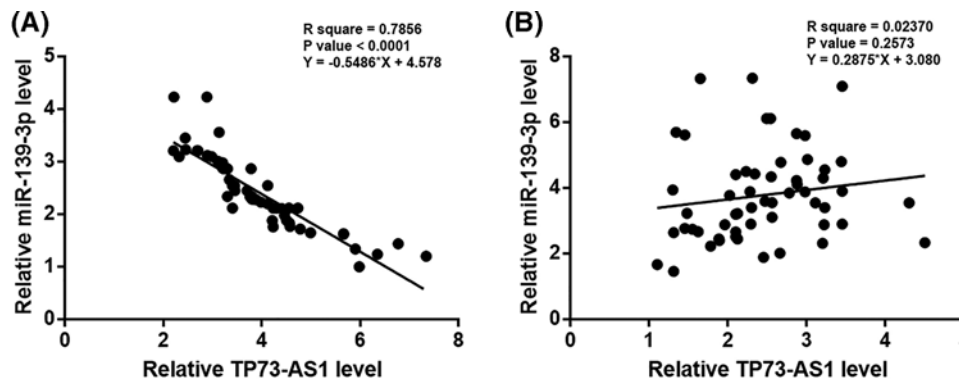 (A)
R square = 0.7856
P value < 0.0001
Y = -0.5486*X + 4.578
Relative miR-139-3p level
5
4
3
2
1
0
0 2 4 6 8
Relative TP73-AS1 level
(B)
R square = 0.02370
P value = 0.2573
Y = 0.2875*X + 3.080
Relative miR-139-3p level
8
6
4
2
0
0 1 2 3 4
Relative TP73-AS1 level